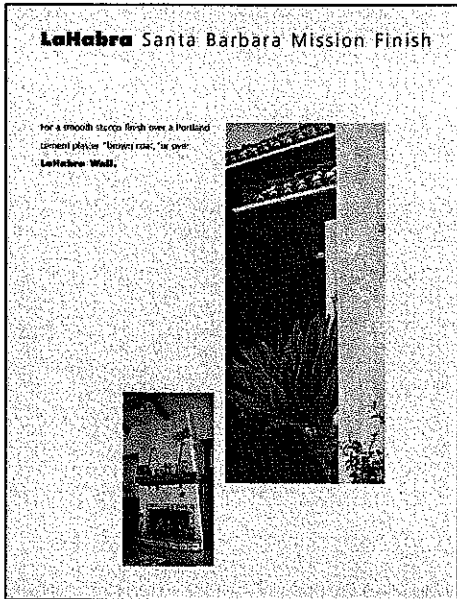 LaHabra Santa Barbara Mission Finish
For a smooth stucco finish over a Portland
cement plaster "brown coat," or over
LaHabra Wall.